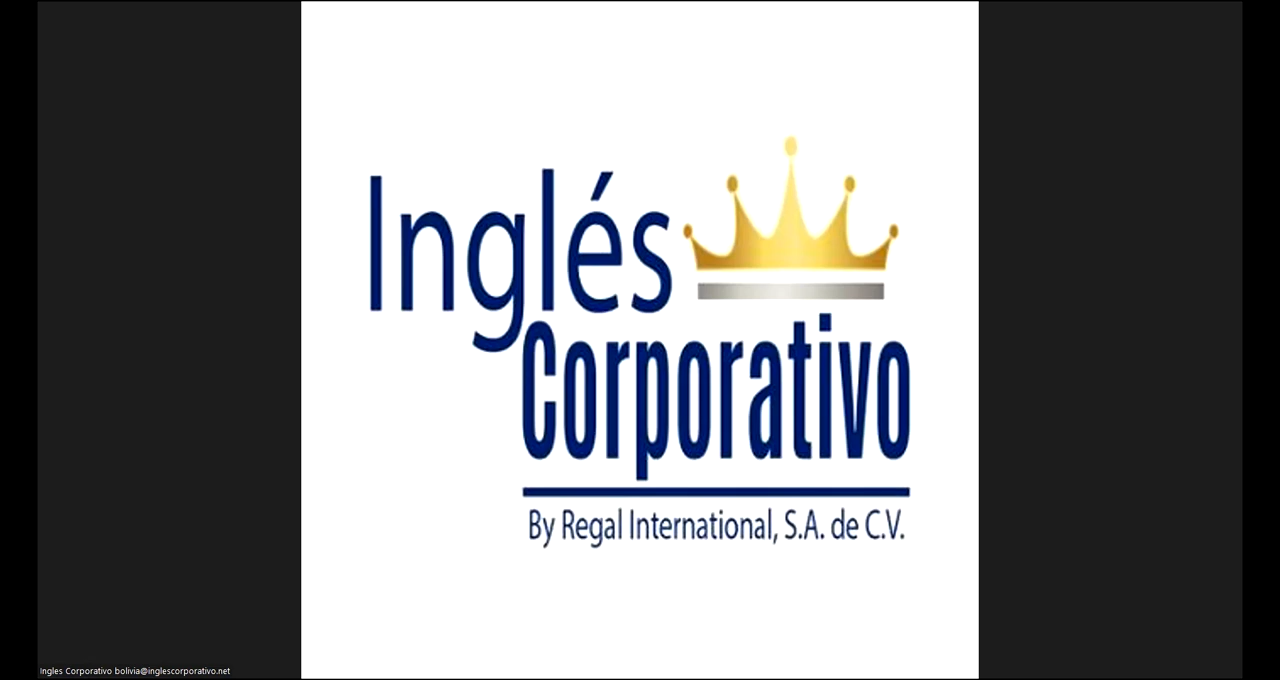 Inglés
Corporativo
By Regal International, S.A. de C.V.
Ingles Corporativo bolivia@inglescorporativo.net